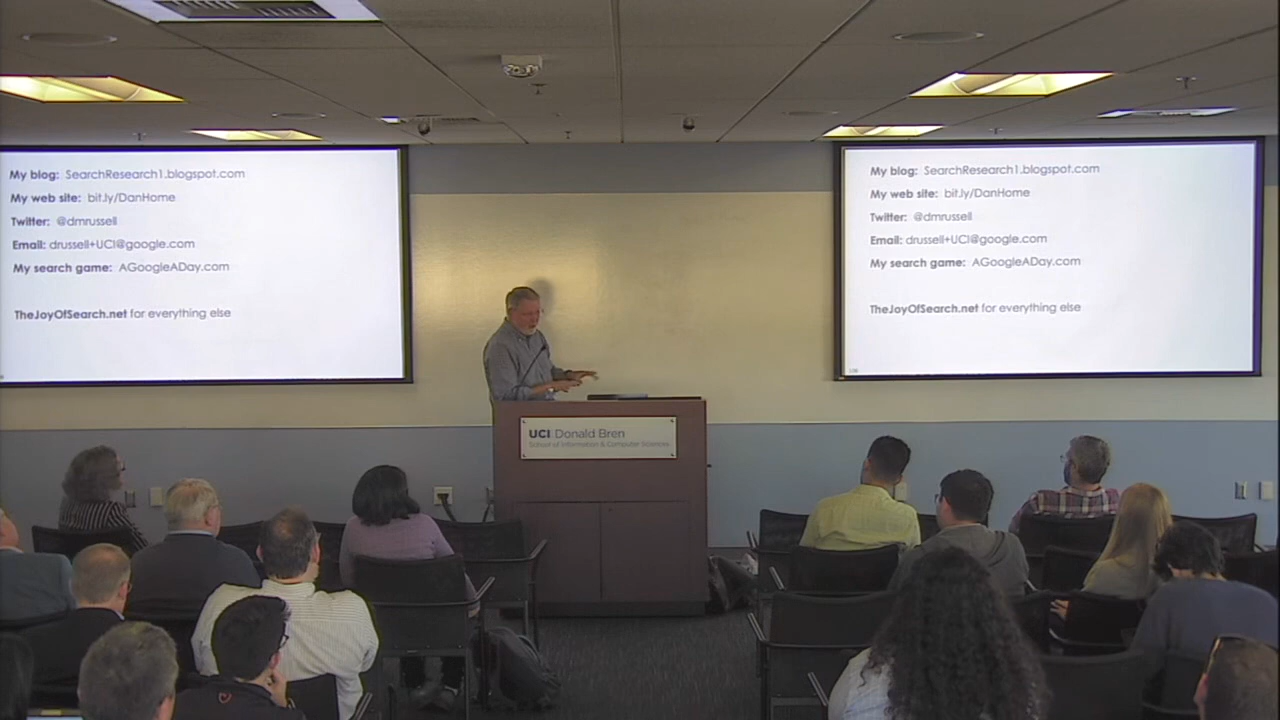 My blog: SearchResearch1.blogspot.com
My web site: bit.ly/DanHome
Twitter: @dmrussell
Email: drussell+UCI@google.com
My search game: AGoogleADay.com
TheJoyOfSearch.net for everything else
My blog: SearchResearch1.blogspot.com
My web site: bit.ly/DanHome
Twitter: @dmrussell
Email: drussell+UCI@google.com
My search game: AGoogleADay.com
TheJoyOfSearch.net for everything else
UCI Donald Bren
School of Information & Computer Sciences